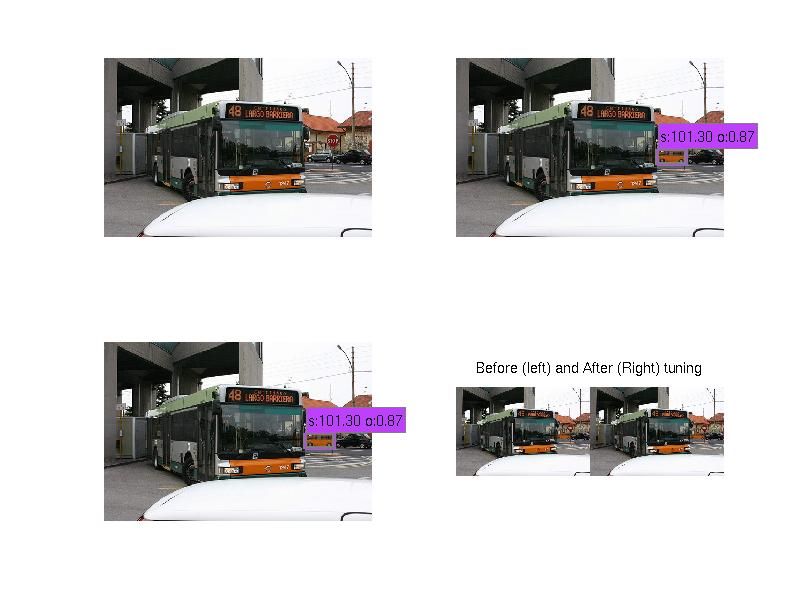 48 LARGO BARRIERA
STOP
48 LARGO BARRIERA
s:101.30 o:0.87
48 LARGO BARRIERA
s:101.30 o:0.87
Before (left) and After (Right) tuning